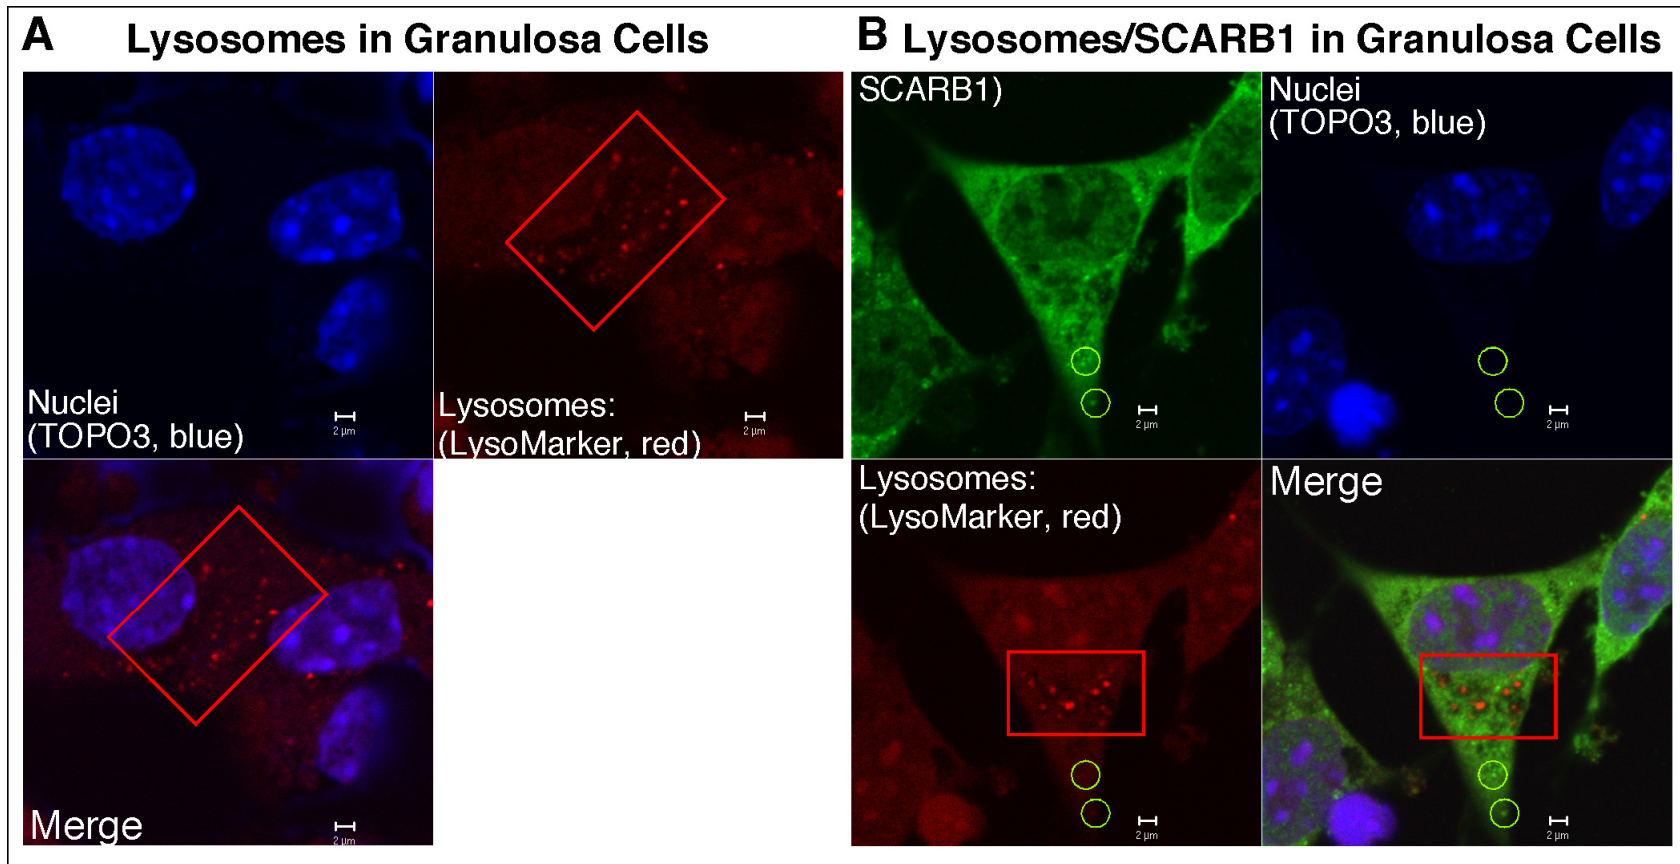 A Lysosomes in Granulosa Cells
Nuclei
(TOPO3, blue)
2 µm
Lysosomes:
(LysoMarker, red)
2 µm
Merge
2 µm
B Lysosomes/SCARB1 in Granulosa Cells
SCARB1)
2 µm
Nuclei
(TOPO3, blue)
2 µm
Lysosomes:
(LysoMarker, red)
2 µm
Merge
2 µm